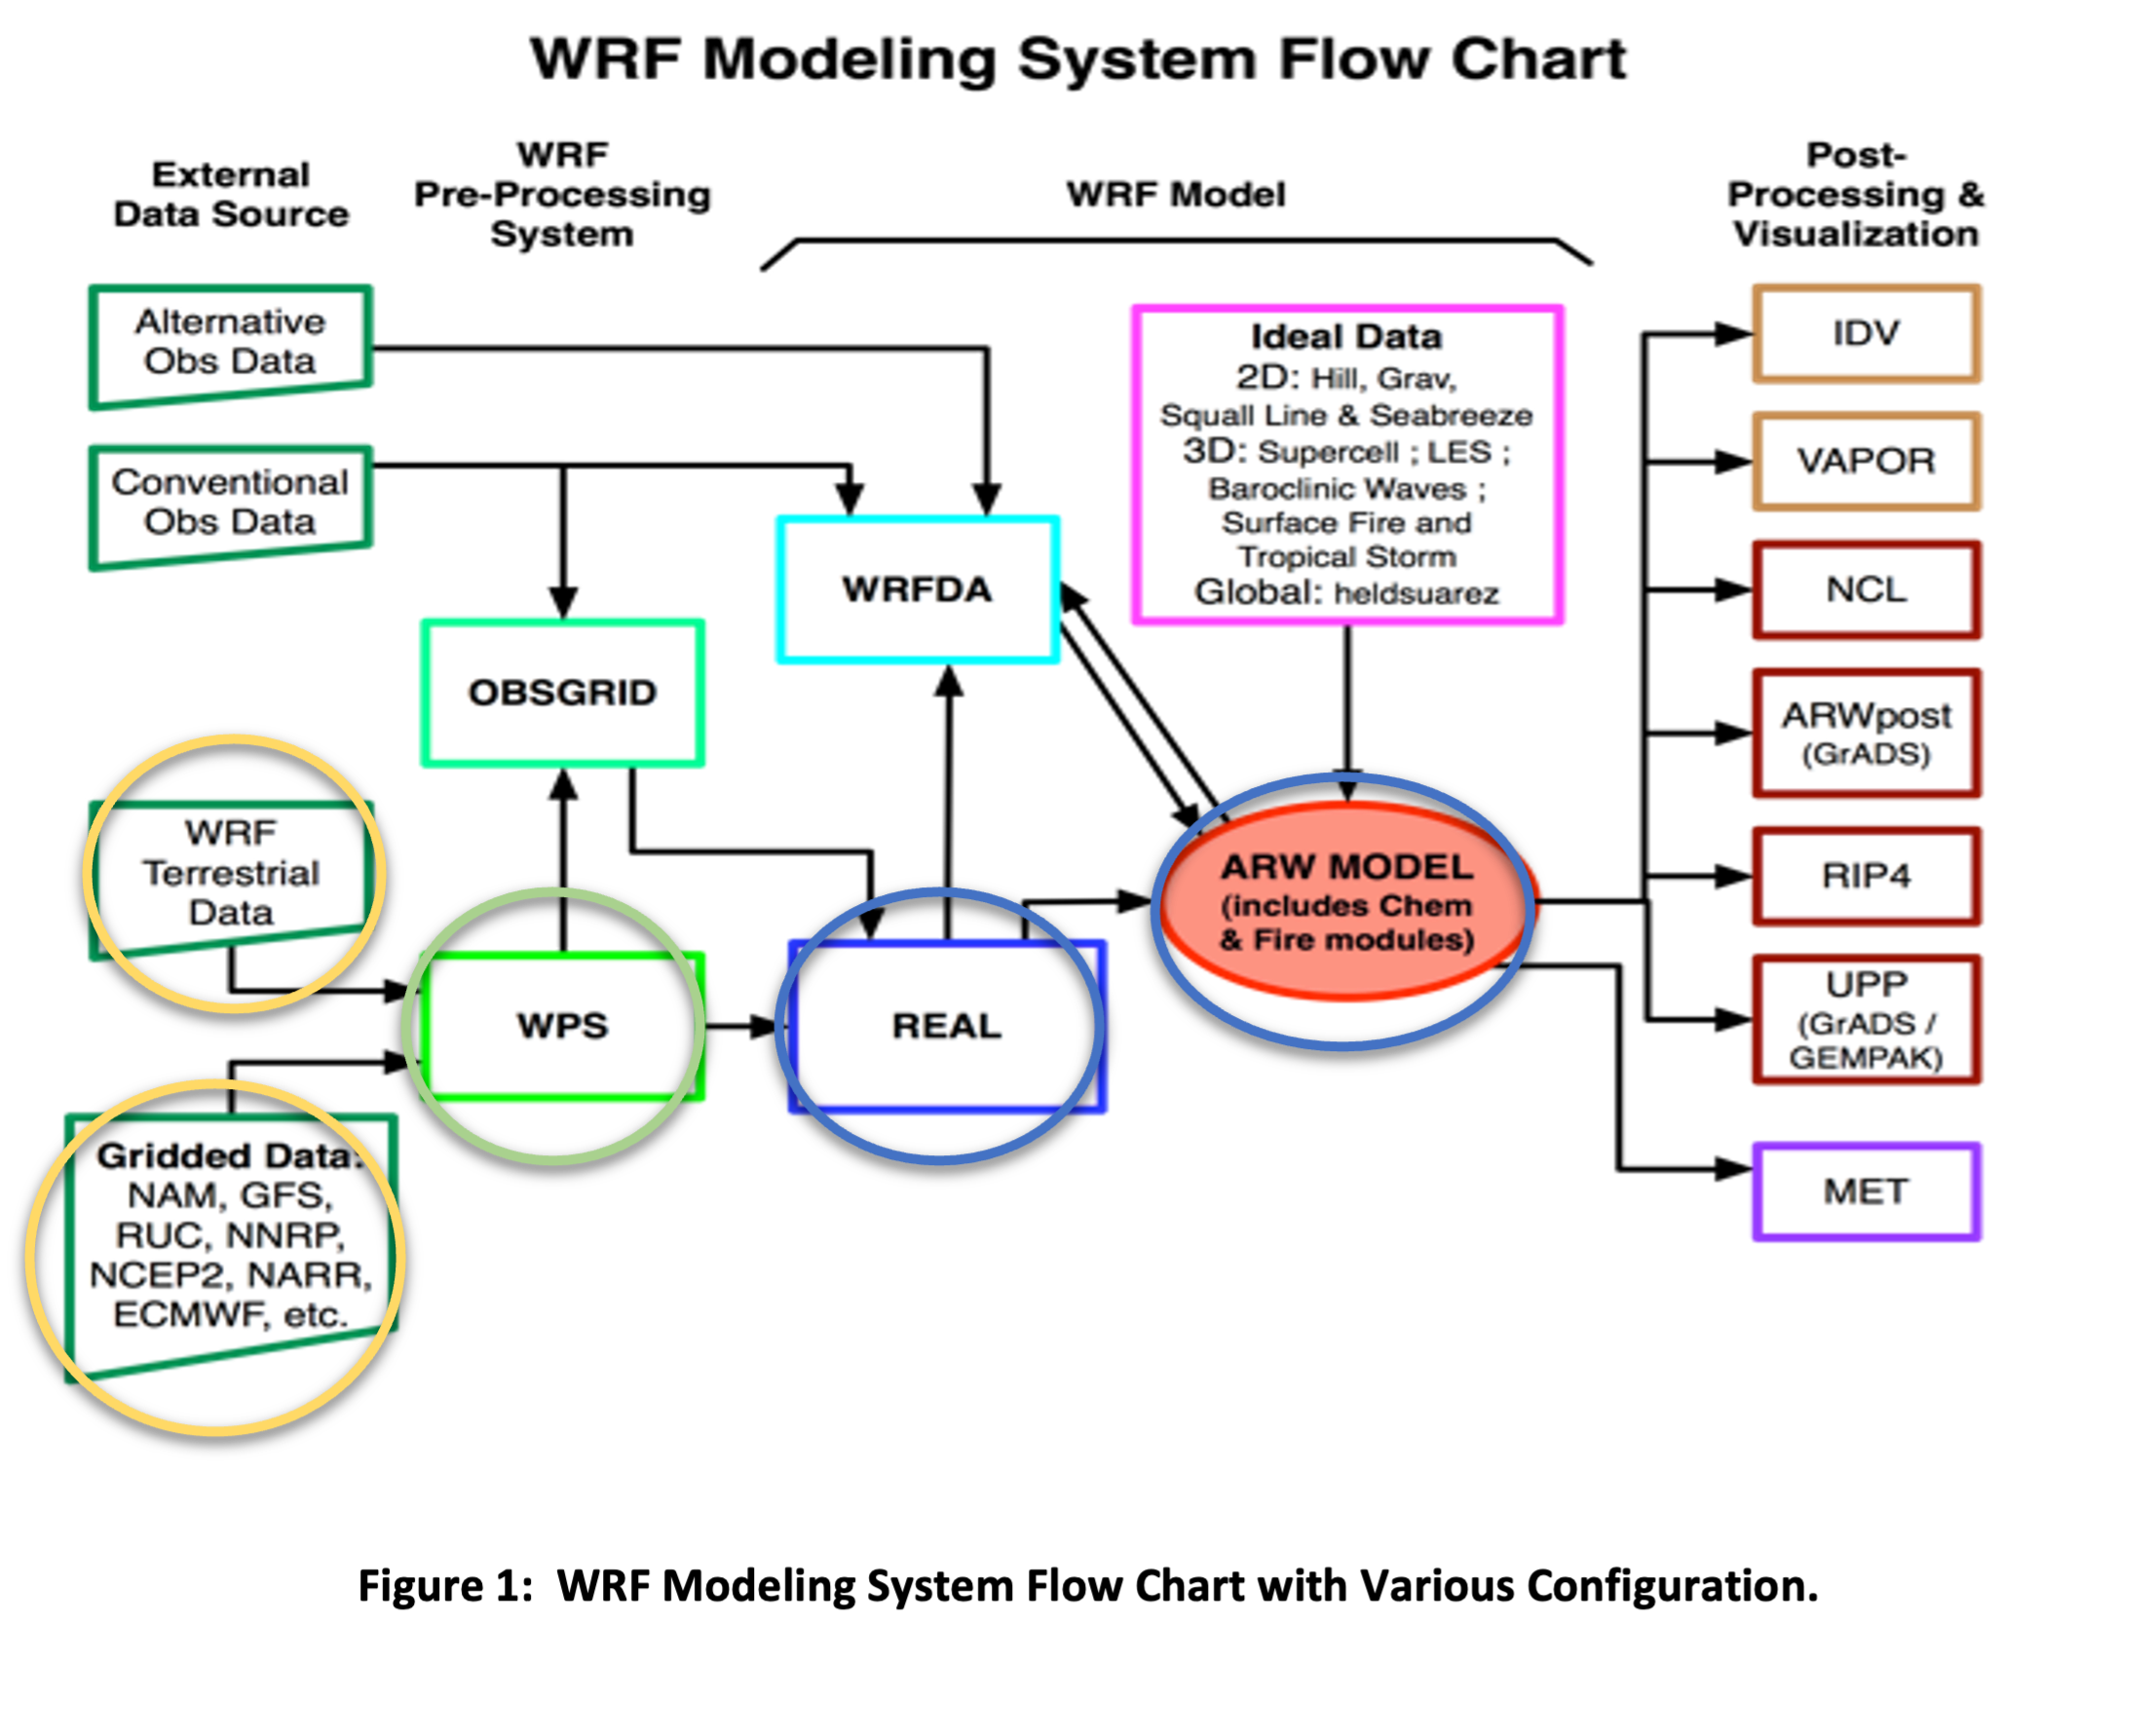 WRF Modeling System Flow Chart
External
Data Source
WRF
Pre-Processing
System
WRF Model
Post-
Processing &
Visualization
Alternative
Obs Data
Conventional
Obs Data
WRF
Terrestrial
Data
Gridded Data:
NAM, GFS,
RUC, NNRP,
NCEP2, NARR,
ECMWF, etc.
OBSGRID
WPS
WRFDA
REAL
Ideal Data
2D: Hill, Grav,
Squall Line & Seabreeze
3D: Supercell ; LES ;
Baroclinic Waves ;
Surface Fire and
Tropical Storm
Global: heldsuarez
ARW MODEL
(includes Chem
& Fire modules)
IDV
VAPOR
NCL
ARWpost
(GrADS)
RIP4
UPP
(GrADS /
GEMPAK)
MET
Figure 1:  WRF Modeling System Flow Chart with Various Configuration.